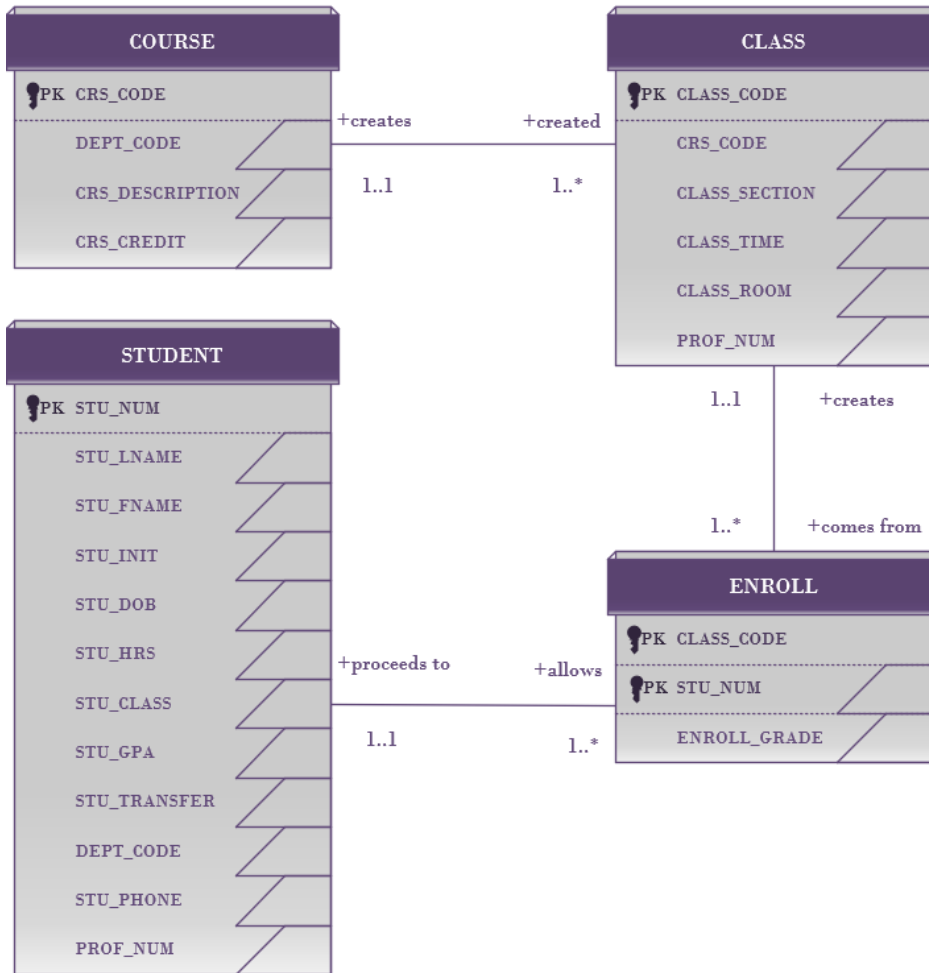 COURSE
PK CRS_CODE
DEPT_CODE
CRS_DESCRIPTION
CRS_CREDIT
+creates
+created
1..1
1..*
CLASS
PK CLASS_CODE
CRS_CODE
CLASS_SECTION
CLASS_TIME
CLASS_ROOM
PROF_NUM
1..1
+creates
1..*
+comes from
STUDENT
PK STU_NUM
STU_LNAME
STU_FNAME
STU_INIT
STU_DOB
STU_HRS
STU_CLASS
STU_GPA
STU_TRANSFER
DEPT_CODE
STU_PHONE
PROF_NUM
+proceeds to
+allows
1..1
1..*
ENROLL
PK CLASS_CODE
PK STU_NUM
ENROLL_GRADE